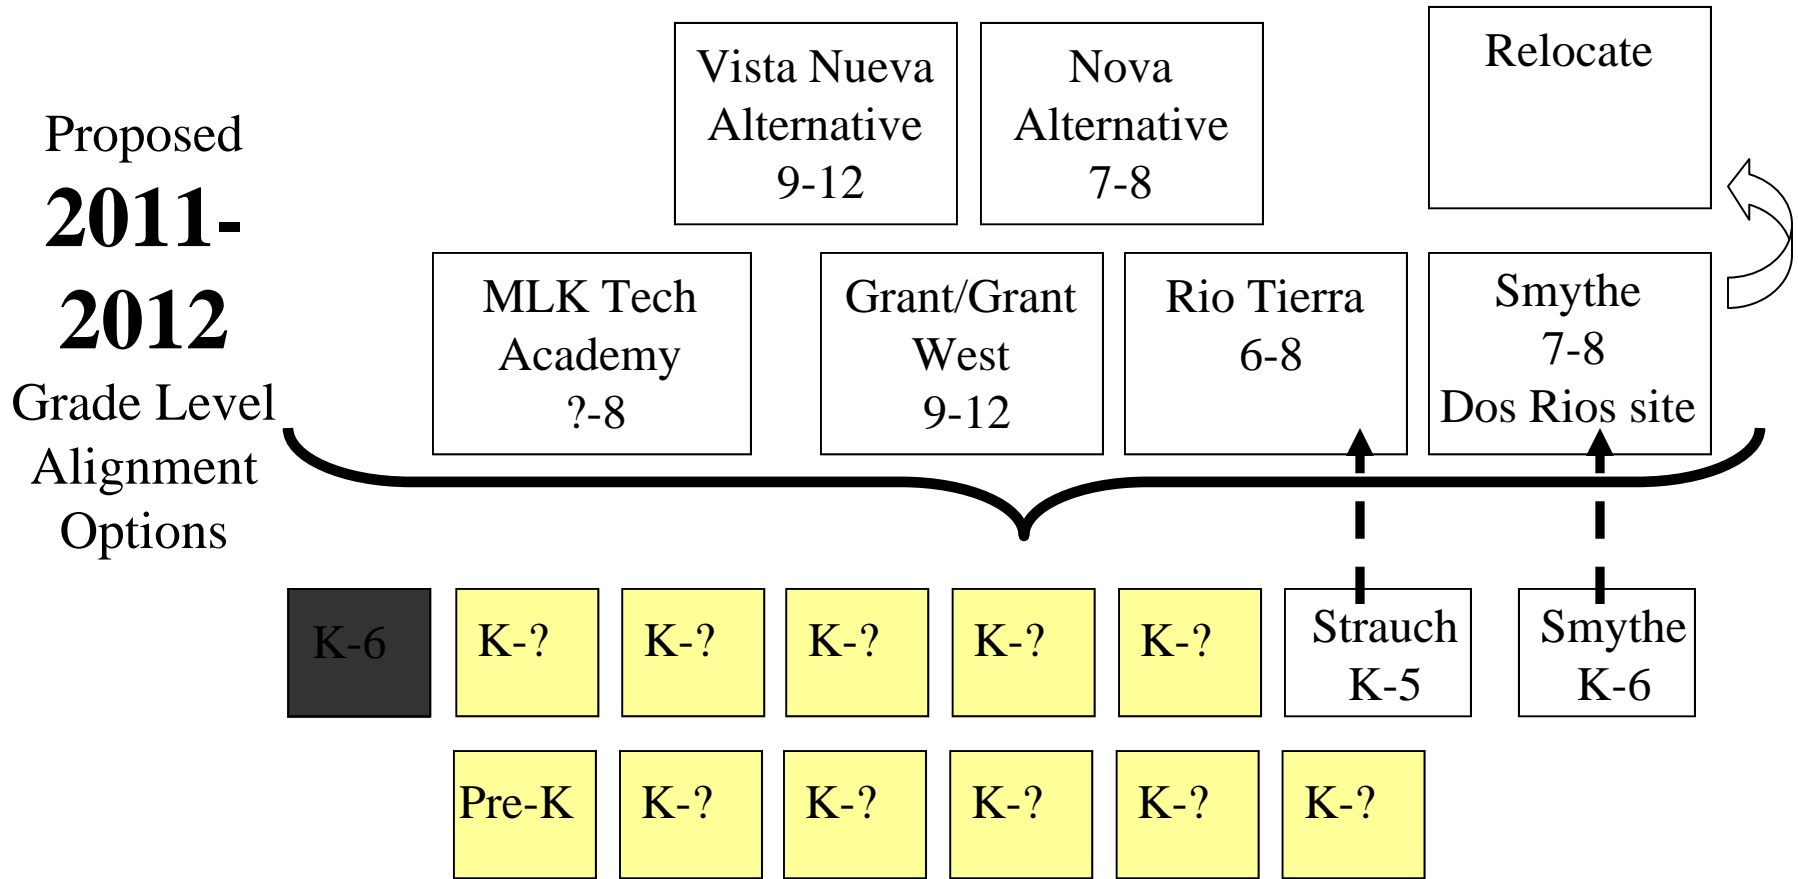 Proposed
2011-
2012
Grade Level
Alignment
Options
Vista Nueva
Alternative
9-12
Nova
Alternative
7-8
Relocate
MLK Tech
Academy
?-8
Grant/Grant
West
9-12
Rio Tierra
6-8
Smythe
7-8
Dos Rios site
K-6
K-?
K-?
K-?
K-?
K-?
Strauch
K-5
Smythe
K-6
Pre-K
K-?
K-?
K-?
K-?
K-?